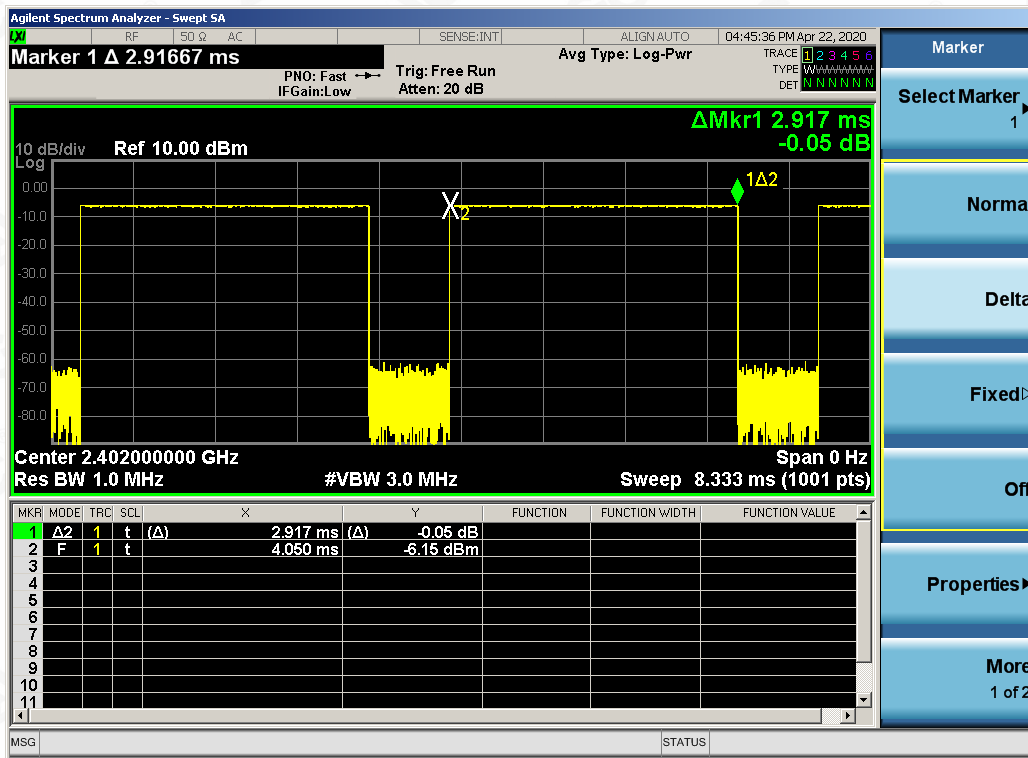 Agilent Spectrum Analyzer - Swept SA
LXI RF 50 Ω AC SENSE:INT ALIGN AUTO 04:45:36 PM Apr 22, 2020
Marker 1 Δ 2.91667 ms
PNO: Fast
IFGain:Low
Trig: Free Run
Atten: 20 dB
Avg Type: Log-Pwr
TRACE 1 2 3 4 5 6
TYPE W
DET N N N N N N
ΔMkr1 2.917 ms
-0.05 dB
10 dB/div Ref 10.00 dBm
Log
0.00
-10.0
-20.0
-30.0
-40.0
-50.0
-60.0
-70.0
-80.0
2
1Δ2
Center 2.402000000 GHz Span 0 Hz
Res BW 1.0 MHz #VBW 3.0 MHz Sweep 8.333 ms (1001 pts)
MKR MODE TRC SCL X Y FUNCTION FUNCTION WIDTH FUNCTION VALUE
1 Δ2 1 t (Δ) 2.917 ms (Δ) -0.05 dB
2 F 1 t 4.050 ms -6.15 dBm
3
4
5
6
7
8
9
10
11
MSG STATUS
Marker
Select Marker
1
Norma
Delta
Fixed
Off
Properties
More
1 of 2